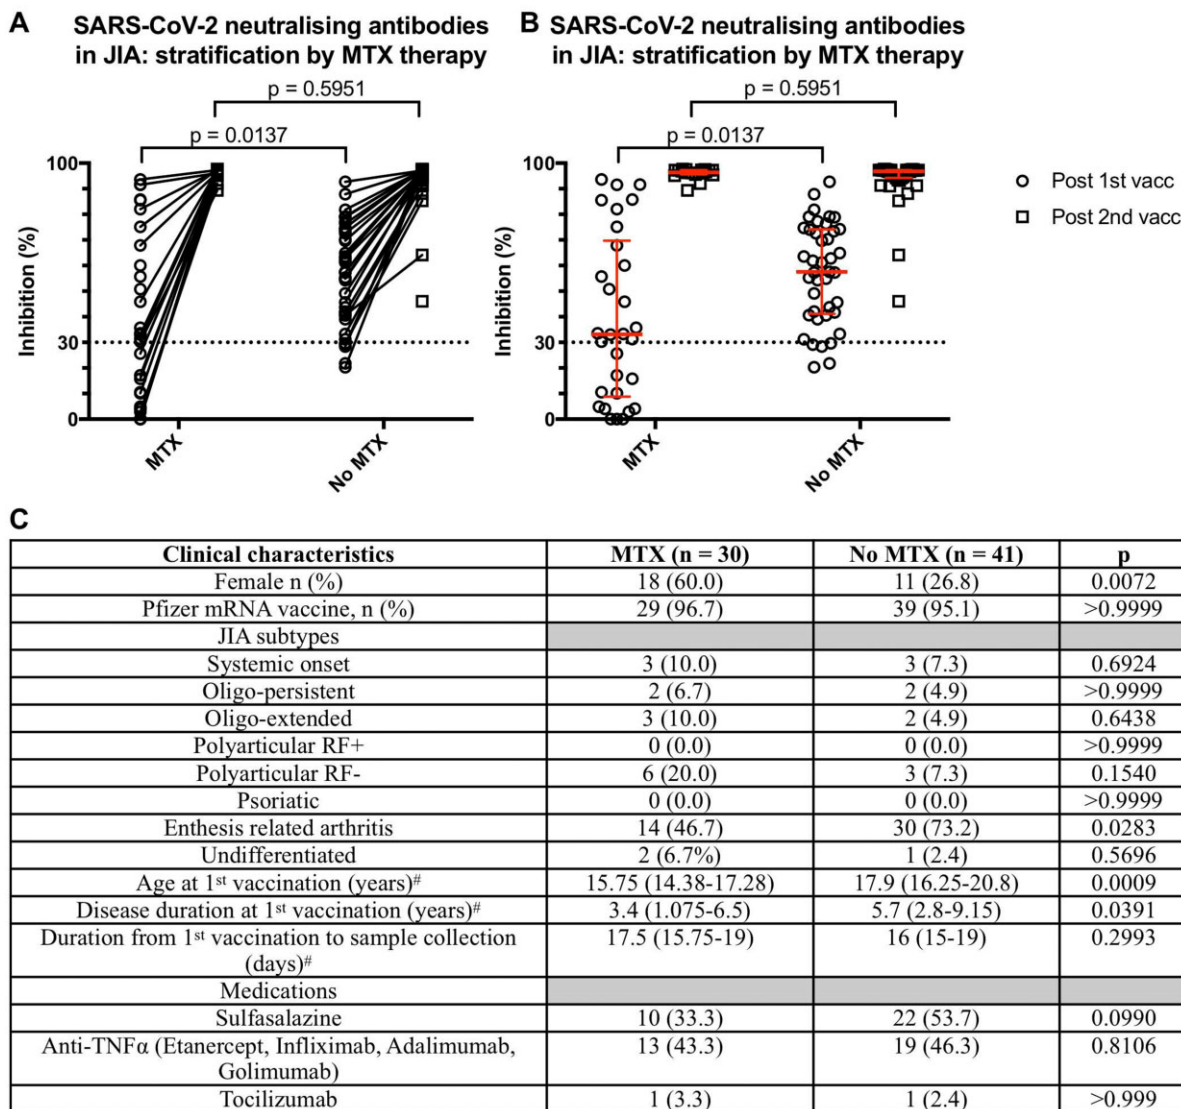 A SARS-CoV-2 neutralising antibodies
in JIA: stratification by MTX therapy
p = 0.5951
p = 0.0137
100
30
0
Inhibition (%)
MTX
No MTX
B SARS-CoV-2 neutralising antibodies
in JIA: stratification by MTX therapy
p = 0.5951
p = 0.0137
100
30
0
Inhibition (%)
MTX
No MTX
Post 1st vacc
Post 2nd vacc
C
Clinical characteristics MTX (n = 30) No MTX (n = 41) p
Female n (%) 18 (60.0) 11 (26.8) 0.0072
Pfizer mRNA vaccine, n (%) 29 (96.7) 39 (95.1) >0.9999
JIA subtypes
Systemic onset 3 (10.0) 3 (7.3) 0.6924
Oligo-persistent 2 (6.7) 2 (4.9) >0.9999
Oligo-extended 3 (10.0) 2 (4.9) 0.6438
Polyarticular RF+ 0 (0.0) 0 (0.0) >0.9999
Polyarticular RF- 6 (20.0) 3 (7.3) 0.1540
Psoriatic 0 (0.0) 0 (0.0) >0.9999
Enthesis related arthritis 14 (46.7) 30 (73.2) 0.0283
Undifferentiated 2 (6.7%) 1 (2.4) 0.5696
Age at 1st vaccination (years)# 15.75 (14.38-17.28) 17.9 (16.25-20.8) 0.0009
Disease duration at 1st vaccination (years)# 3.4 (1.075-6.5) 5.7 (2.8-9.15) 0.0391
Duration from 1st vaccination to sample collection 17.5 (15.75-19) 16 (15-19) 0.2993
(days)#
Medications
Sulfasalazine 10 (33.3) 22 (53.7) 0.0990
Anti-TNFα (Etanercept, Infliximab, Adalimumab, 13 (43.3) 19 (46.3) 0.8106
Golimumab)
Tocilizumab 1 (3.3) 1 (2.4) >0.999